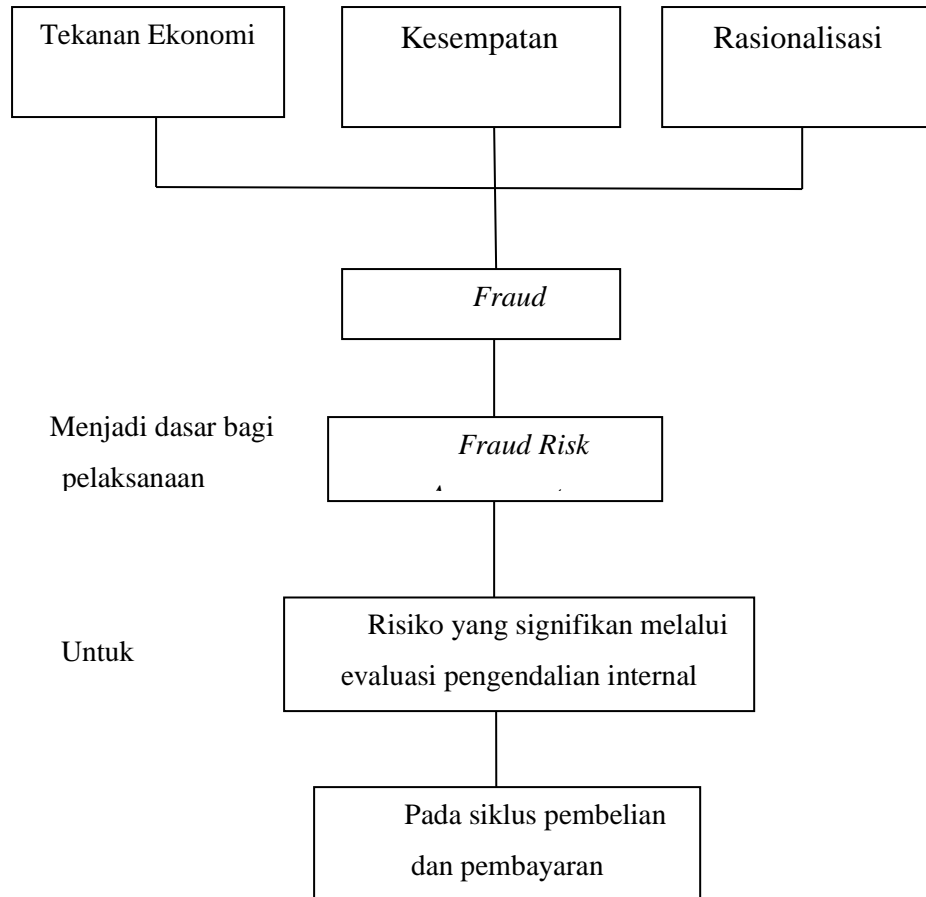 Tekanan Ekonomi
Kesempatan
Rasionalisasi
Fraud
Menjadi dasar bagi
pelaksanaan
Fraud Risk
Untuk
Risiko yang signifikan melalui
evaluasi pengendalian internal
Pada siklus pembelian
dan pembayaran